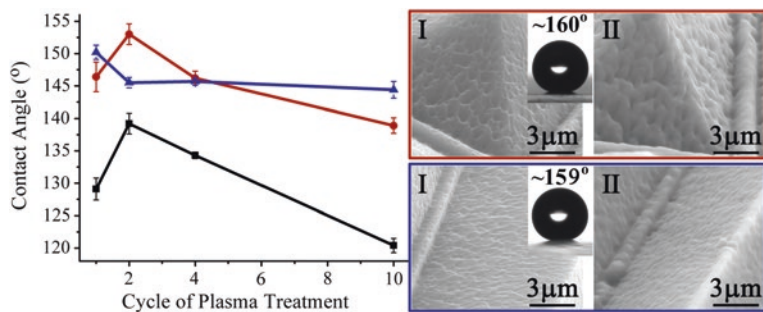 155
150
145
140
135
130
125
120
Contact Angle (°)
2
4
6
8
10
Cycle of Plasma Treatment
I
~160°
3μm
II
3μm
I
~159°
3μm
II
3μm